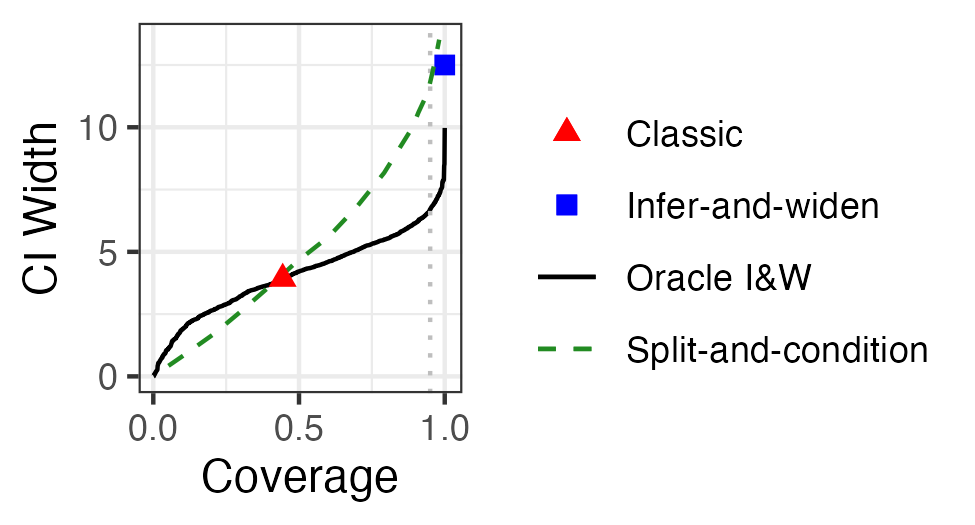 CI Width
10
5
0
0.0
0.5
1.0
Coverage
Classic
Infer-and-widen
Oracle I&W
Split-and-condition